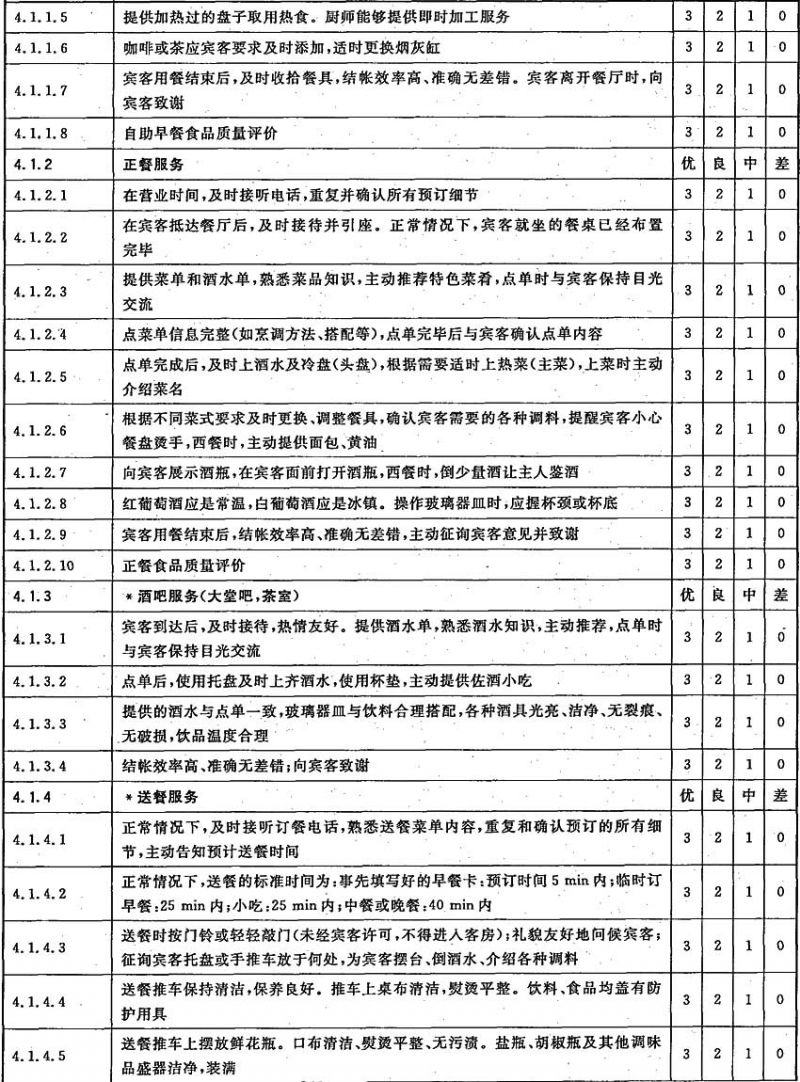 4.1.1.5 提供加热过的盘子取用热食。厨师能够提供即时加工服务 3 2 1 0
4.1.1.6 咖啡或茶应宾客要求及时添加,适时更换烟灰缸 3 2 1 0
4.1.1.7 宾客用餐结束后,及时收拾餐具,结帐效率高、准确无差错。宾客离开餐厅时,向
宾客致谢 3 2 1 0
4.1.1.8 自助早餐食品质量评价 3 2 1 0
4.1.2 正餐服务 优 良 中 差
4.1.2.1 在营业时间,及时接听电话,重复并确认所有预订细节 3 2 1 0
4.1.2.2 在宾客抵达餐厅后,及时接待并引座。正常情况下,宾客就坐的餐桌已经布置
完毕 3 2 1 0
4.1.2.3 提供菜单和酒水单,熟悉菜品知识,主动推荐特色菜肴,点单时与宾客保持目光
交流 3 2 1 0
4.1.2.4 点菜单信息完整(如烹调方法、搭配等),点单完毕后与宾客确认点单内容 3 2 1 0
4.1.2.5 点单完成后,及时上酒水及冷盘(头盘),根据需要适时上热菜(主菜),上菜时主动
介绍菜名 3 2 1 0
4.1.2.6 根据不同菜式要求及时更换、调整餐具,确认宾客需要的各种调料,提醒宾客小心
餐盘烫手,西餐时,主动提供面包、黄油 3 2 1 0
4.1.2.7 向宾客展示酒瓶,在宾客面前打开酒瓶,西餐时,倒少量酒让主人鉴酒 3 2 1 0
4.1.2.8 红葡萄酒应是常温,白葡萄酒应是冰镇。操作玻璃器皿时,应握杯颈或杯底 3 2 1 0
4.1.2.9 宾客用餐结束后,结帐效率高、准确无差错,主动征询宾客意见并致谢 3 2 1 0
4.1.2.10 正餐食品质量评价 3 2 1 0
4.1.3 *酒吧服务(大堂吧,茶室) 优 良 中 差
4.1.3.1 宾客到达后,及时接待,热情友好。提供酒水单,熟悉酒水知识,主动推荐,点单时
与宾客保持目光交流 3 2 1 0
4.1.3.2 点单后,使用托盘及时上齐酒水,使用杯垫,主动提供佐酒小吃 3 2 1 0
4.1.3.3 提供的酒水与点单一致,玻璃器皿与饮料合理搭配,各种酒具光亮、洁净、无裂痕、
无破损,饮品温度合理 3 2 1 0
4.1.3.4 结帐效率高、准确无差错;向宾客致谢 3 2 1 0
4.1.4 *送餐服务 优 良 中 差
4.1.4.1 正常情况下,及时接听订餐电话,熟悉送餐菜单内容,重复和确认预订的所有细
节,主动告知预计送餐时间 3 2 1 0
4.1.4.2 正常情况下,送餐的标准时间为:事先填写好的早餐卡:预订时间 5 min 内;临时订
早餐:25 min 内;小吃:25 min 内;中餐或晚餐:40 min 内 3 2 1 0
4.1.4.3 送餐时按门铃或轻轻敲门(未经宾客许可,不得进入客房);礼貌友好地问候宾客;
征询宾客托盘或手推车放于何处,为宾客摆台、倒酒水、介绍各种调料 3 2 1 0
4.1.4.4 送餐推车保持清洁,保养良好。推车上桌布清洁,熨烫平整。饮料、食品均盖有防
护用具 3 2 1 0
4.1.4.5 送餐推车上摆放鲜花瓶。口布清洁、熨烫平整、无污渍。盐瓶、胡椒瓶及其他调味
品盛器洁净,装满 3 2 1 0